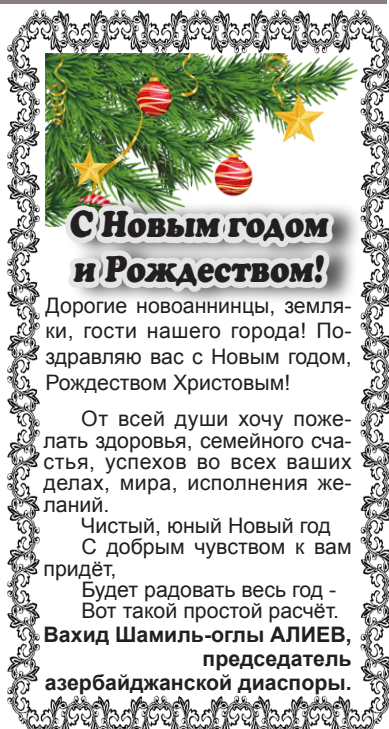 С Новым годом
и Рождеством!
Дорогие новоаннинцы, земля-
ки, гости нашего города! По-
здравляю вас с Новым годом,
Рождеством Христовым!
От всей души хочу поже-
лать здоровья, семейного сча-
стья, успехов во всех ваших
делах, мира, исполнения же-
ланий.
Чистый, юный Новый год
С добрым чувством к вам
придёт,
Будет радовать весь год -
Вот такой простой расчёт.
Вахид Шамиль-оглы АЛИЕВ,
председатель
азербайджанской диаспоры.